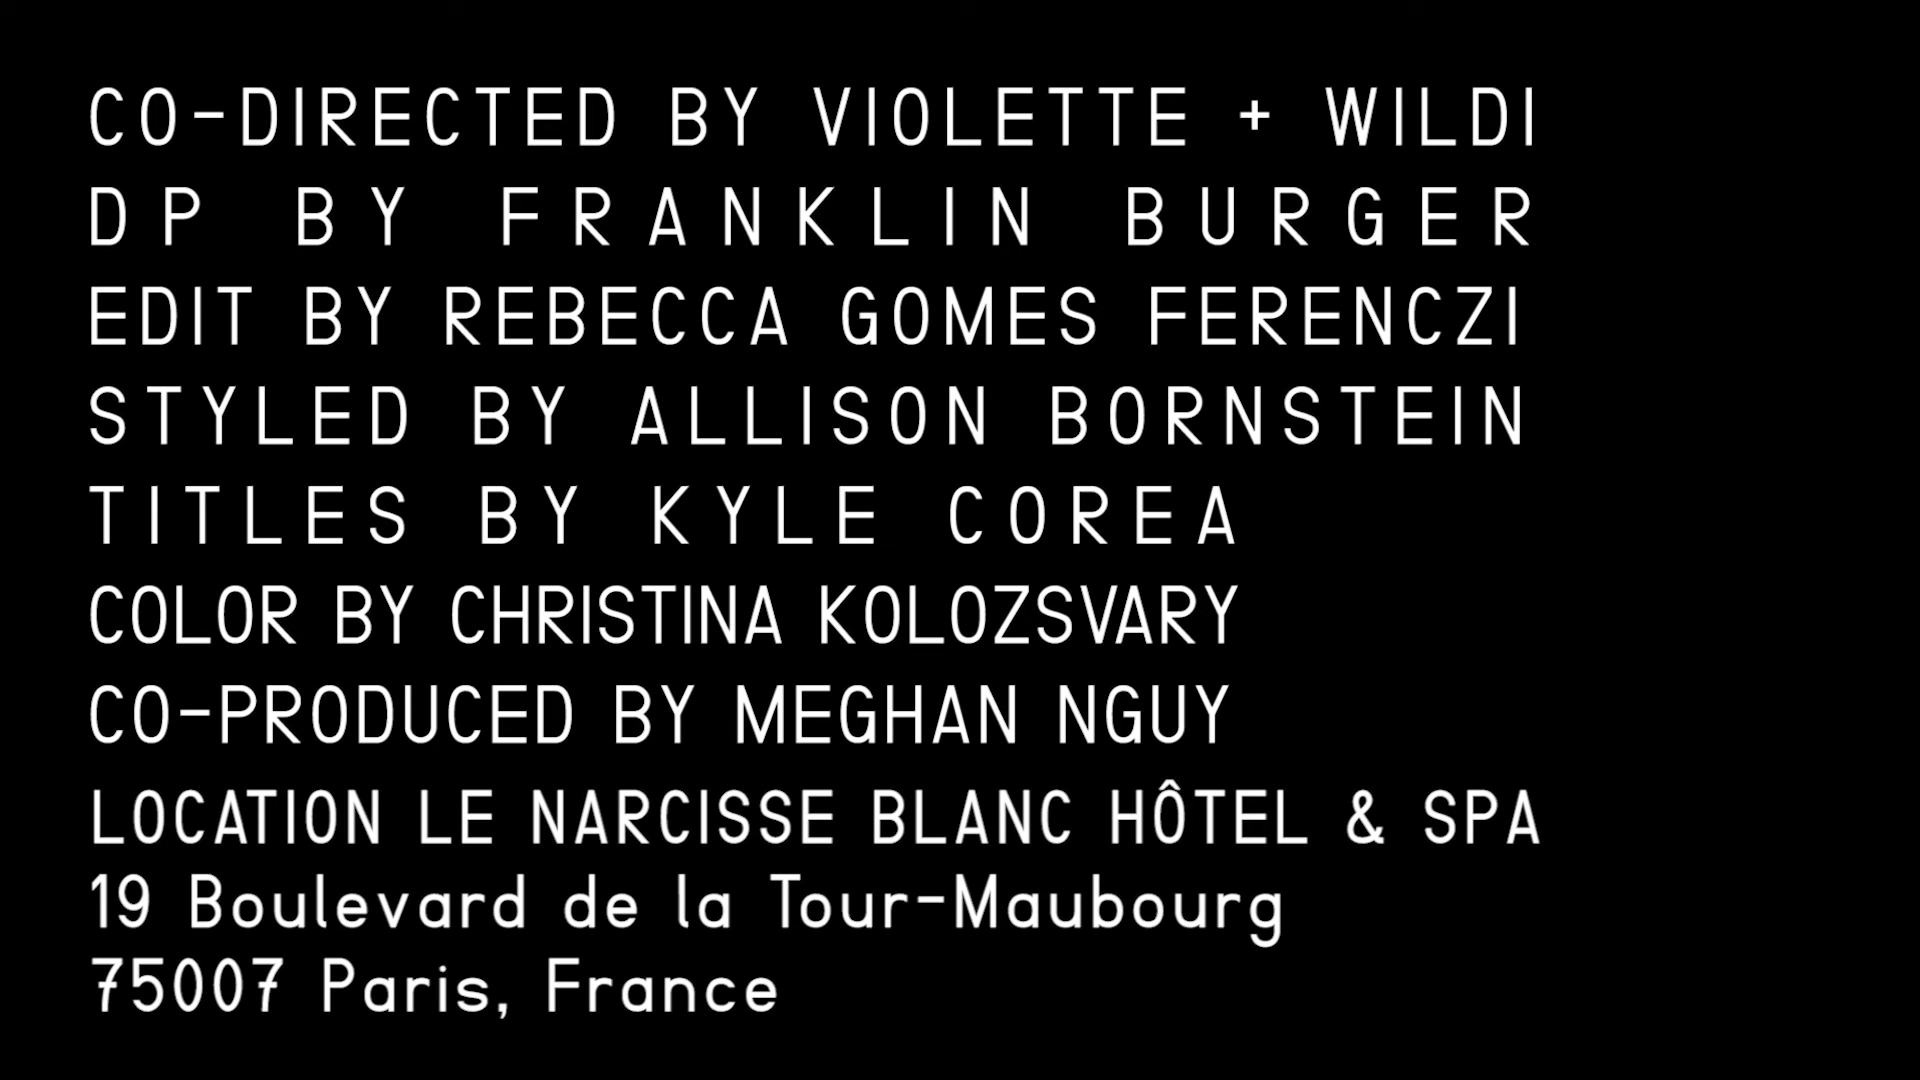 CO-DIRECTED BY VIOLETTE + WILDI
DP BY FRANKLIN BURGER
EDIT BY REBECCA GOMES FERENCZI
STYLED BY ALLISON BORNSTEIN
TITLES BY KYLE COREA
COLOR BY CHRISTINA KOLOZSVARY
CO-PRODUCED BY MEGHAN NGUY
LOCATION LE NARCISSE BLANC HÔTEL & SPA
19 Boulevard de la Tour-Maubourg
75007 Paris, France